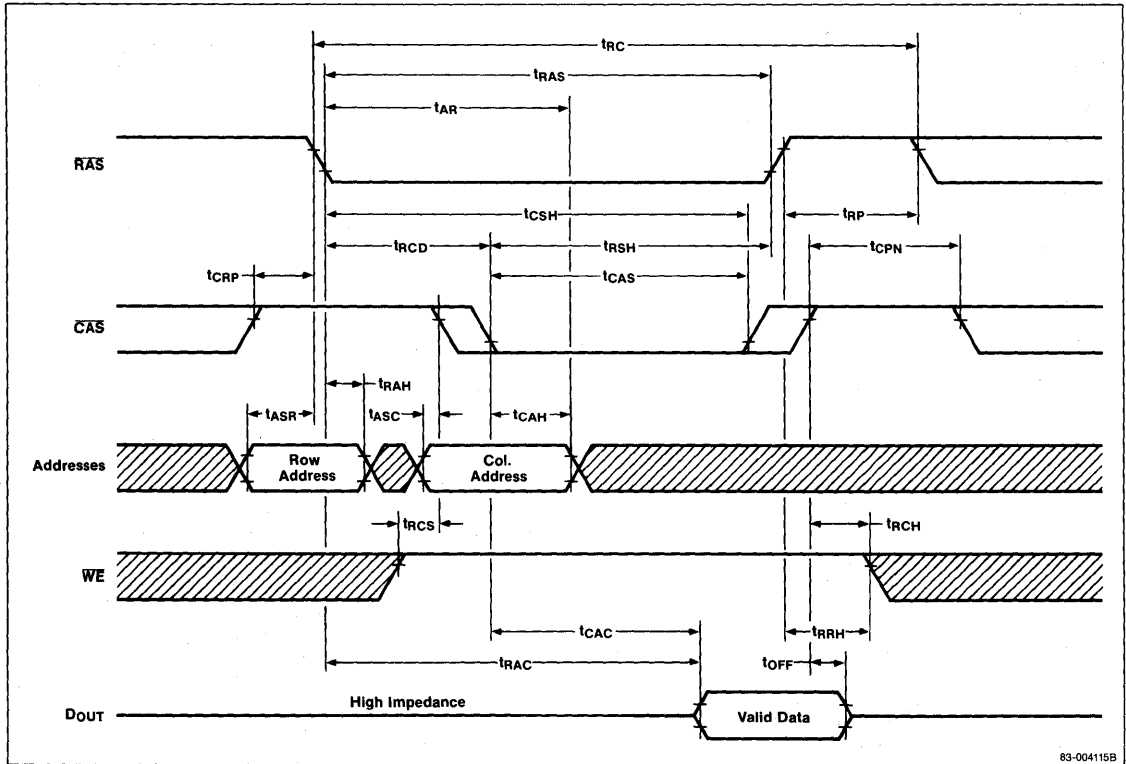 tRC
tRAS
tAR
RAS
tCSH
tRP
tRCD
tRSH
tCPN
tCRP
tCAS
CAS
tRAH
tASR
tASC
tCAH
Addresses
Row
Address
Col.
Address
tRCS
tRCH
WE
tCAC
tRRH
tRAC
tOFF
High Impedance
DOUT
Valid Data
83-004115B